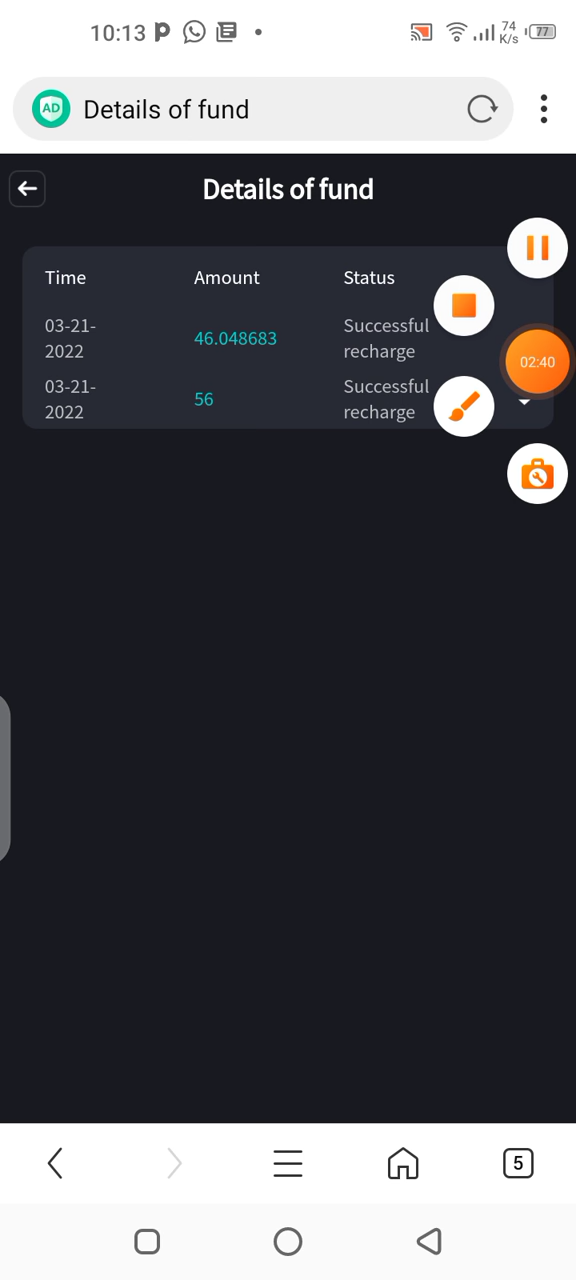 10:13
74
K/s
77
AD Details of fund
Details of fund
Time Amount Status
03-21-
2022 46.048683 Successful
recharge
03-21-
2022 56 Successful
recharge
02:40
5